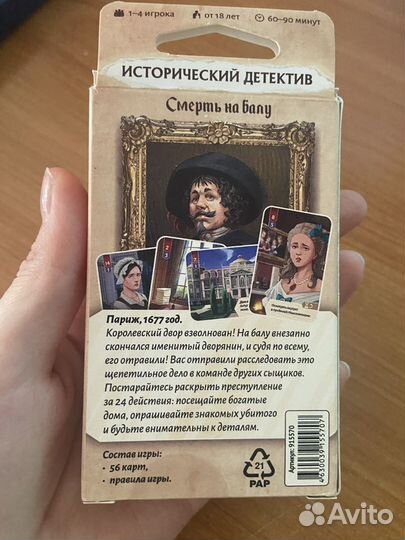 1–4 игрока
от 18 лет
60–90 минут
ИСТОРИЧЕСКИЙ ДЕТЕКТИВ
Смерть на балу
Париж, 1677 год.
Королевский двор взволнован! На балу внезапно
скончался именитый дворянин, и судя по всему,
его отравили! Вас отправили расследовать это
щепетильное дело в команде других сыщиков.
Постарайтесь раскрыть преступление
за 24 действия: посещайте богатые
дома, опрашивайте знакомых убитого
и будьте внимательны к деталям.
Состав игры:
• 56 карт,
• правила игры.
21
PAP
Артикул: 915570
4630039155707
Avito